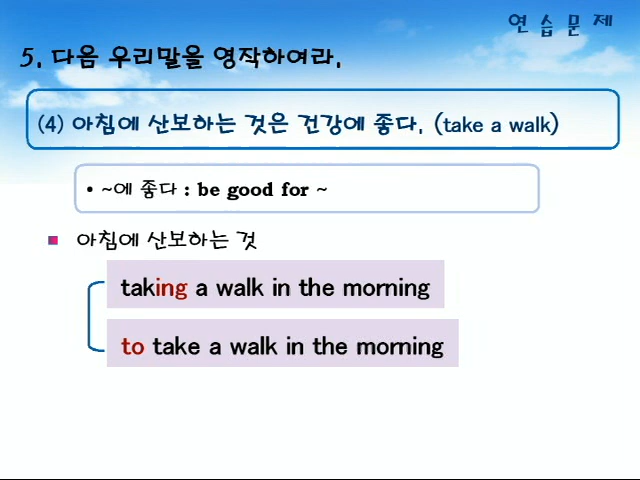 연 습 문 제
5. 다음 우리말을 영작하여라.
(4) 아침에 산보하는 것은 건강에 좋다. (take a walk)
• ~에 좋다 : be good for ~
아침에 산보하는 것
taking a walk in the morning
to take a walk in the morning